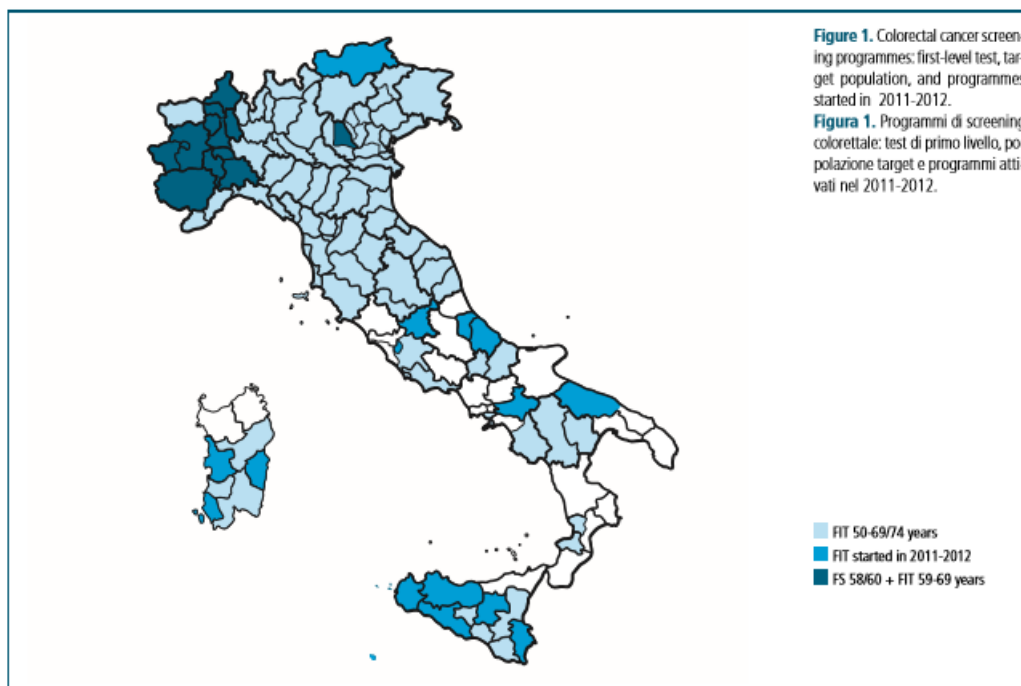 Figure 1. Colorectal cancer screen-
ing programmes: first-level test, tar-
get population, and programmes
started in 2011-2012.
Figura 1. Programmi di screening
colorettale: test di primo livello, po-
polazione target e programmi atti-
vati nel 2011-2012.
FIT 50-69/74 years
FIT started in 2011-2012
FS 58/60 + FIT 59-69 years